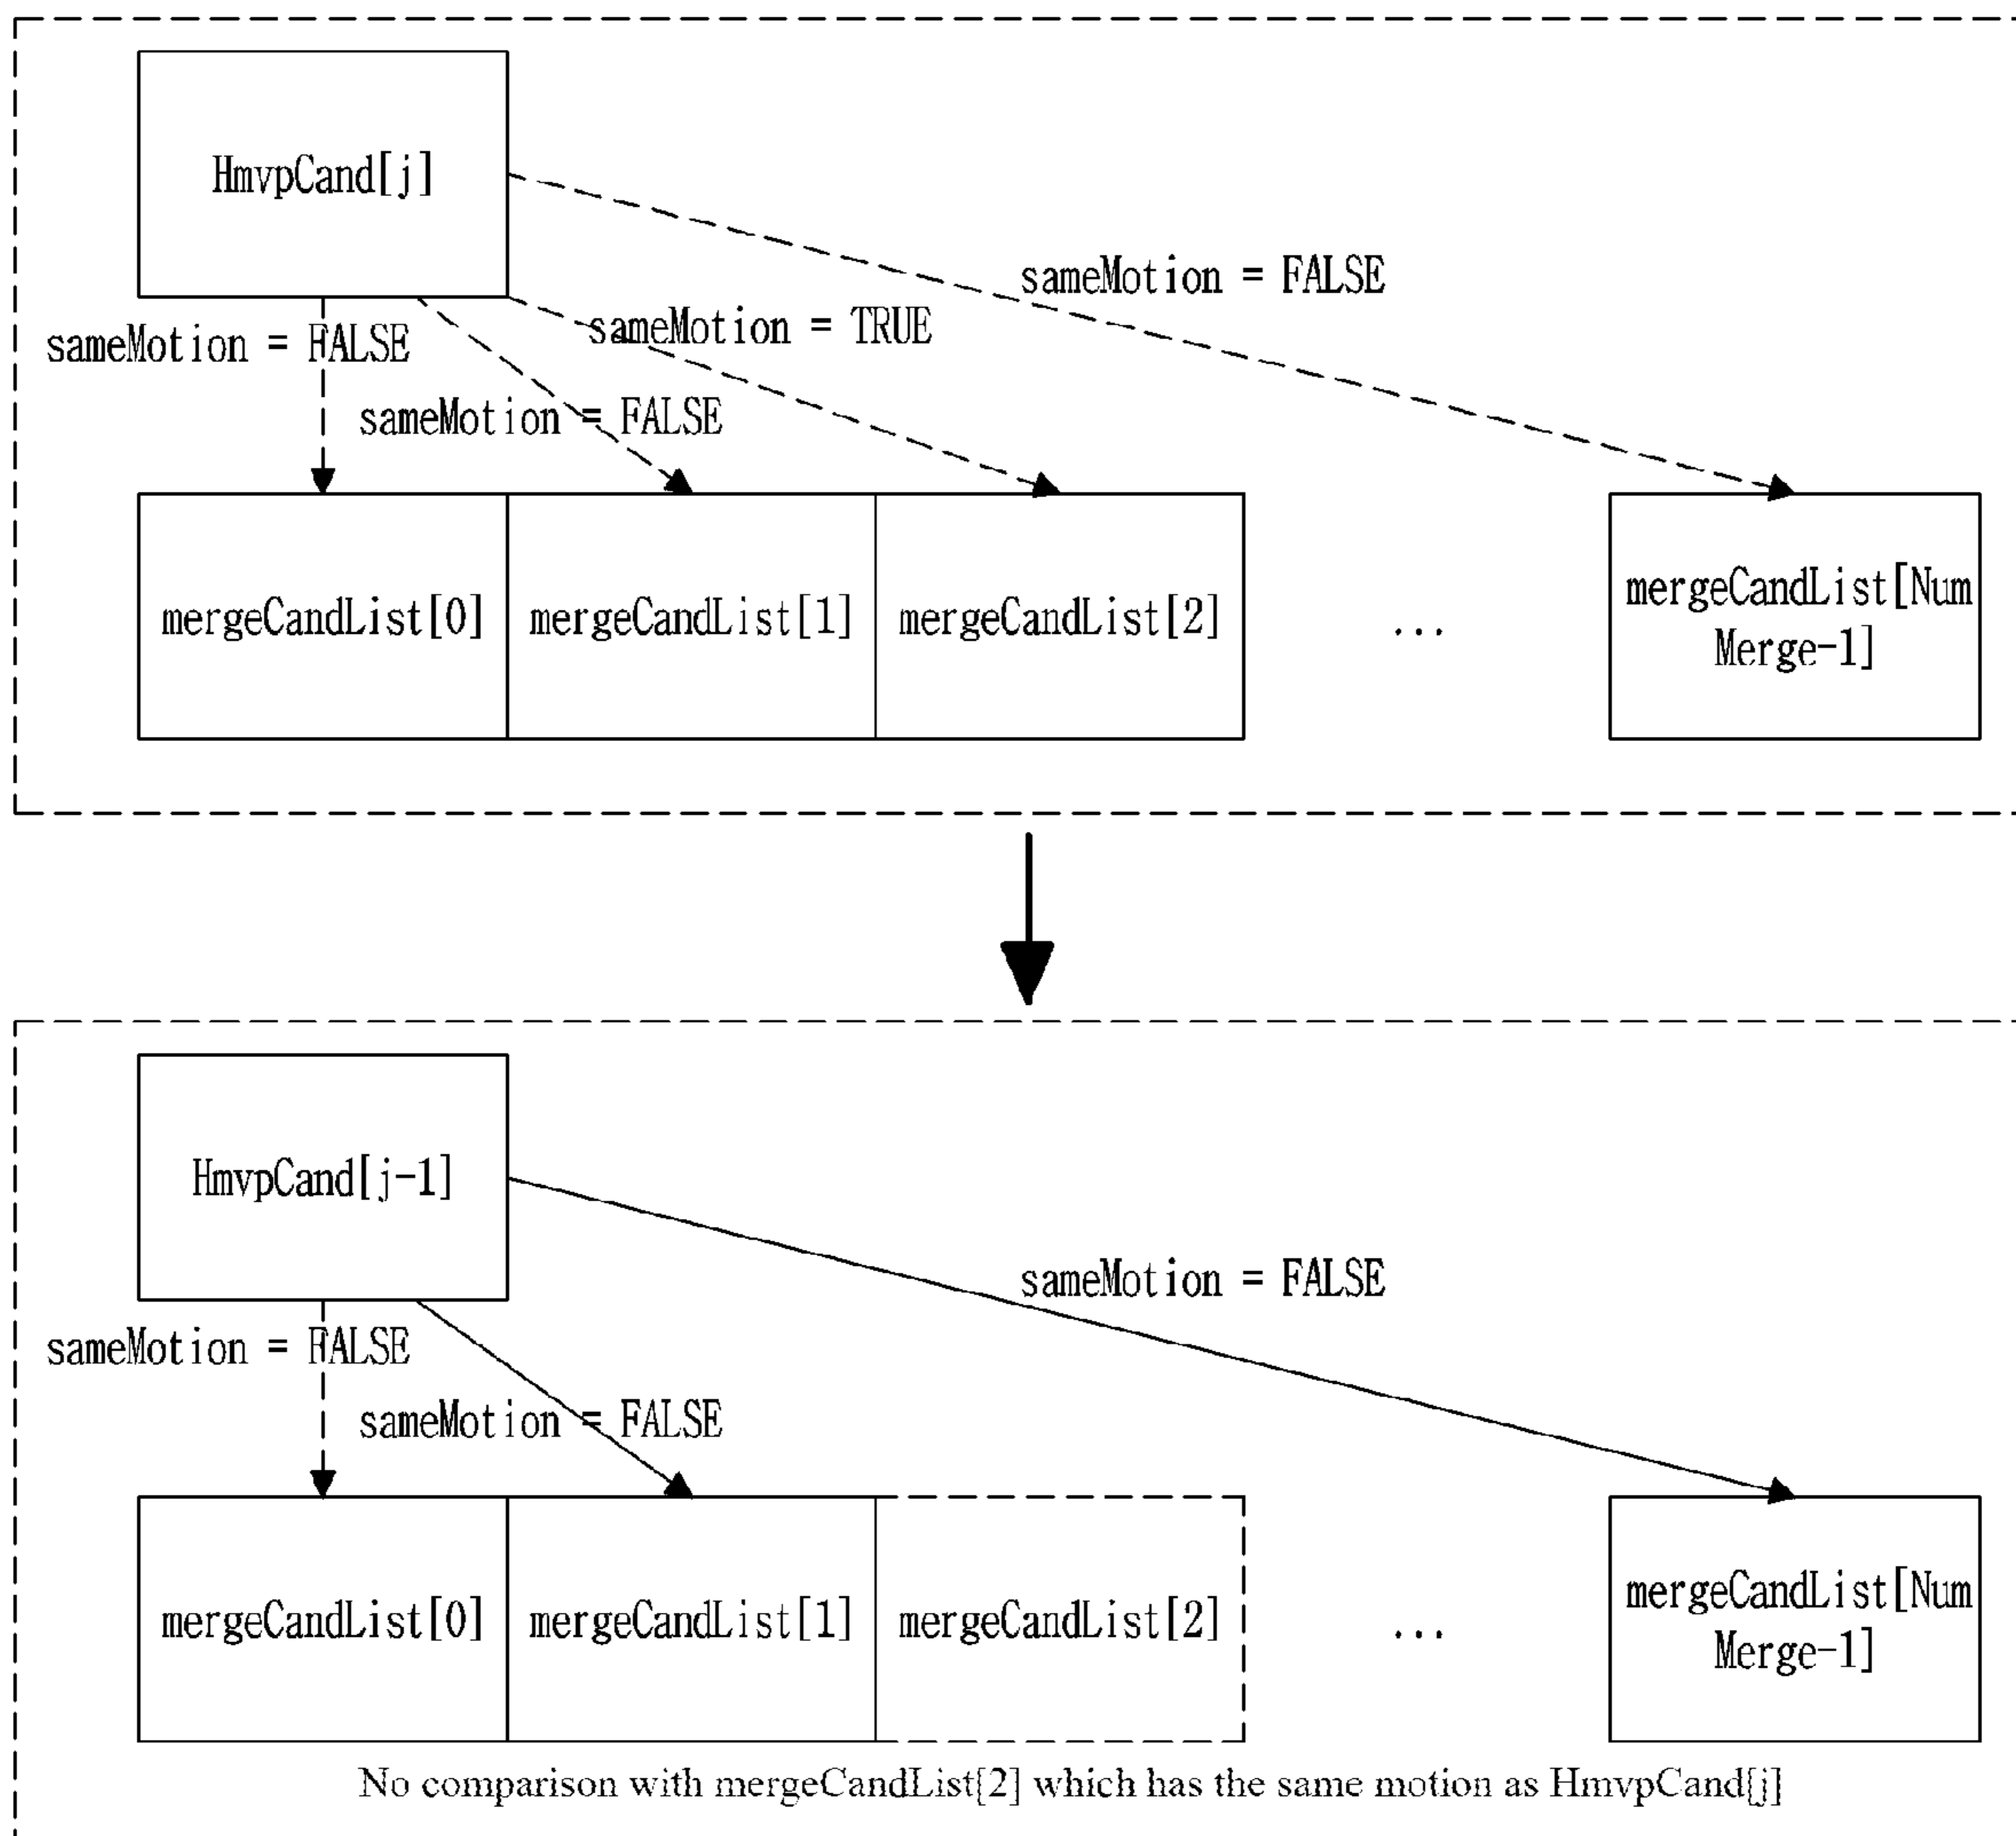 HmvpCand[j]
sameMotion = FALSE
sameMotion = TRUE
sameMotion = FALSE
sameMotion = FALSE
mergeCandList[0]
mergeCandList[1]
mergeCandList[2]
...
mergeCandList[Num
Merge-1]
HmvpCand[j-1]
sameMotion = FALSE
sameMotion = FALSE
sameMotion = FALSE
mergeCandList[0]
mergeCandList[1]
mergeCandList[2]
...
mergeCandList[Num
Merge-1]
No comparison with mergeCandList[2] which has the same motion as HmvpCand[j]